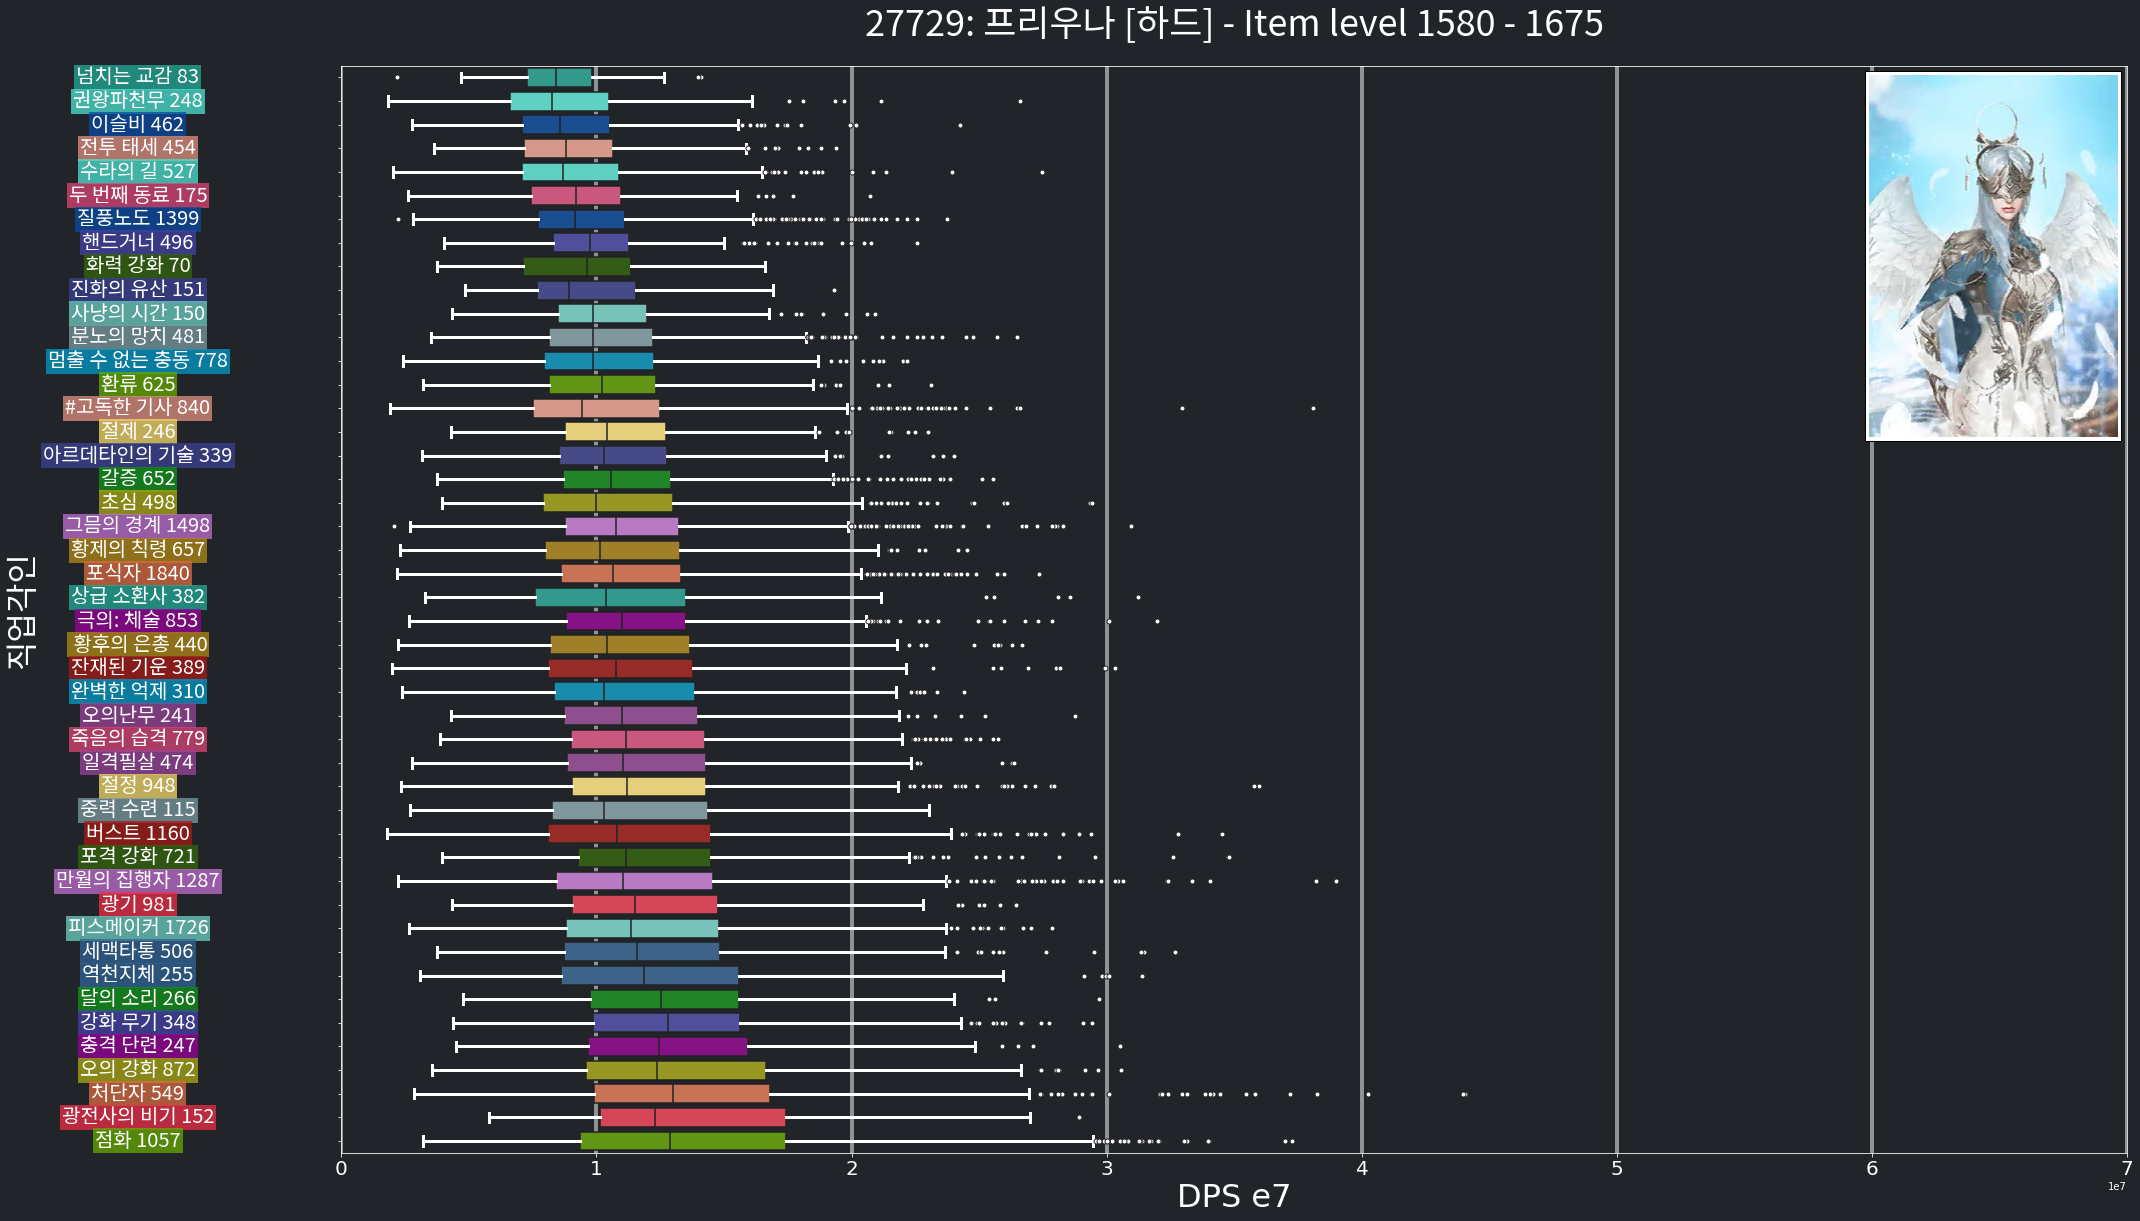 27729: 프리우나 [하드] - Item level 1580 - 1675
넘치는 교감 83
권왕파천무 248
이슬비 462
전투 태세 454
수라의 길 527
두 번째 동료 175
질풍노도 1399
핸드거너 496
화력 강화 70
진화의 유산 151
사냥의 시간 150
분노의 망치 481
멈출 수 없는 충동 778
환류 625
#고독한 기사 840
절제 246
아르데타인의 기술 339
갈증 652
초심 498
그믐의 경계 1498
황제의 칙령 657
포식자 1840
상급 소환사 382
극의: 체술 853
황후의 은총 440
잔재된 기운 389
완벽한 억제 310
오의난무 241
죽음의 습격 779
일격필살 474
절정 948
중력 수련 115
버스트 1160
포격 강화 721
만월의 집행자 1287
광기 981
피스메이커 1726
세맥타통 506
역천지체 255
달의 소리 266
강화 무기 348
충격 단련 247
오의 강화 872
처단자 549
광전사의 비기 152
점화 1057
직업각인
0 1 2 3 4 5 6 7
1e7
DPS e7